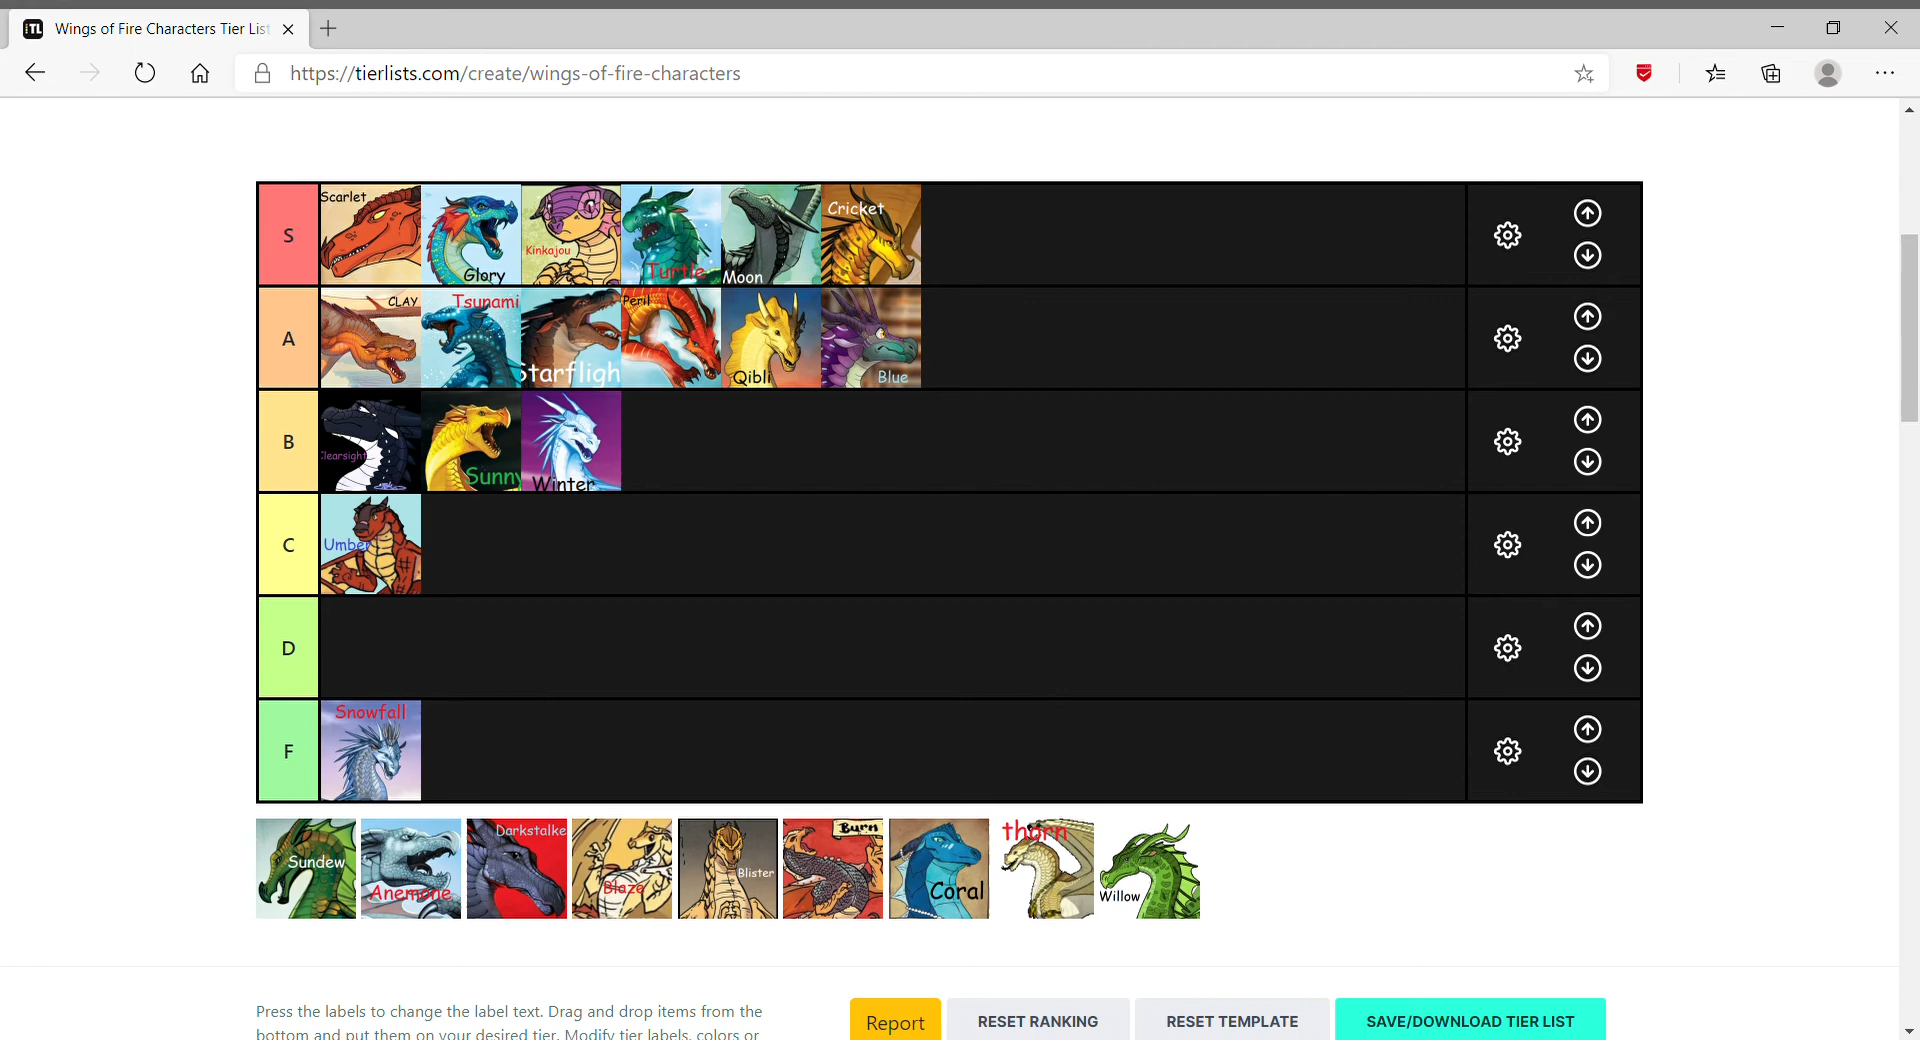 Wings of Fire Characters Tier List
https://tierlists.com/create/wings-of-fire-characters
S
Scarlet
Glory
Kinkajou
Turtle
Moon
Cricket
A
CLAY
Tsunami
Starfligh
Peril
Qibli
Blue
B
Clearsight
Sunny
Winter
C
Umber
D
F
Snowfall
Sundew
Anemone
Darkstalke
Blaze
Blister
Burn
Coral
thorn
Willow
Press the labels to change the label text. Drag and drop items from the
bottom and put them on your desired tier. Modify tier labels, colors or
Report
RESET RANKING
RESET TEMPLATE
SAVE/DOWNLOAD TIER LIST